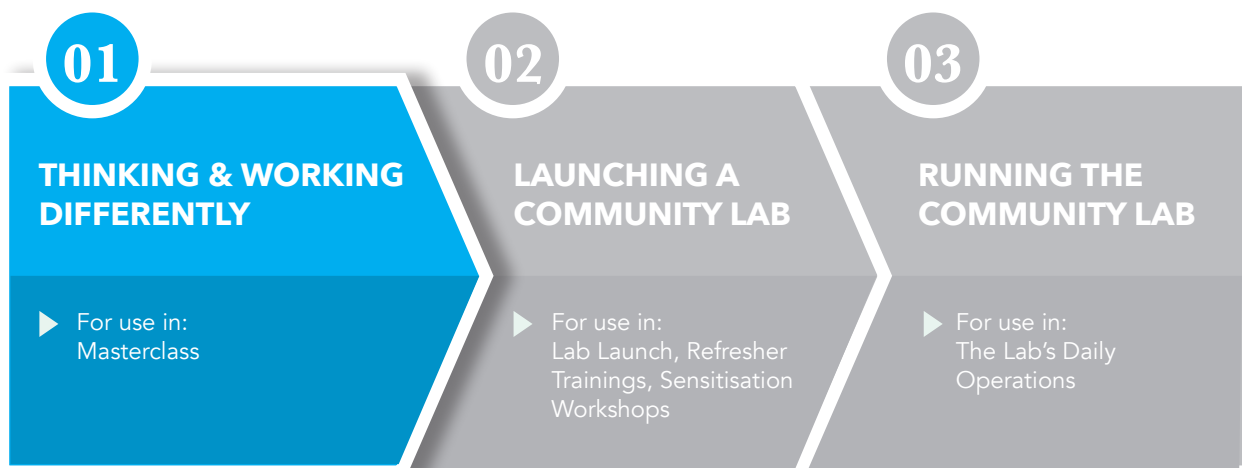 01
THINKING & WORKING
DIFFERENTLY
For use in:
Masterclass
02
LAUNCHING A
COMMUNITY LAB
For use in:
Lab Launch, Refresher
Trainings, Sensitisation
Workshops
03
RUNNING THE
COMMUNITY LAB
For use in:
The Lab’s Daily
Operations